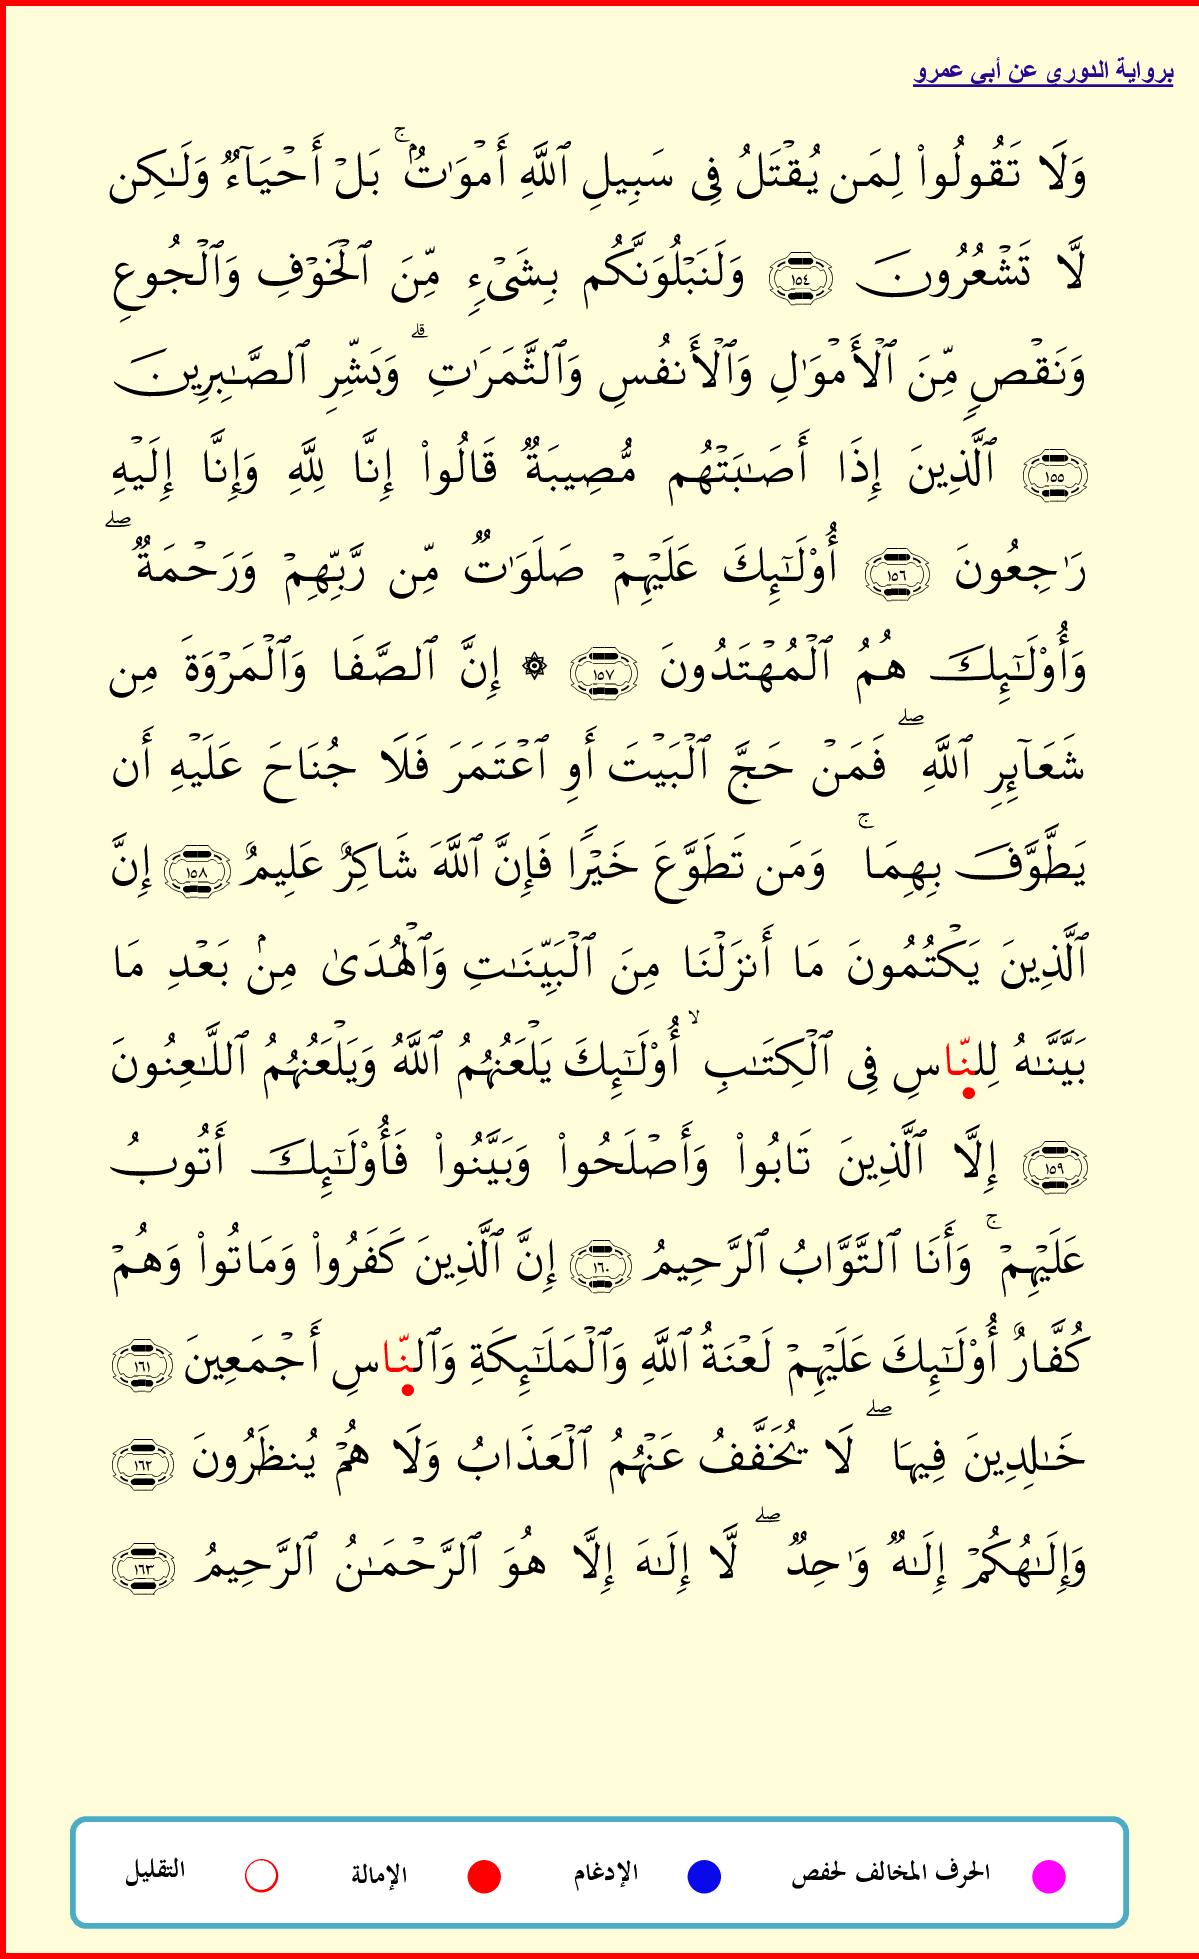 برواية الدوري عن أبي عمرو
وَلَا تَقُولُوا۟ لِمَن يُقْتَلُ فِى سَبِيلِ ٱللَّهِ أَمْوَٰتٌۢ ۚ بَلْ أَحْيَآءٌ وَلَـٰكِن
لَّا تَشْعُرُونَ ١٥٤ وَلَنَبْلُوَنَّكُم بِشَىْءٍ مِّنَ ٱلْخَوْفِ وَٱلْجُوعِ
وَنَقْصٍ مِّنَ ٱلْأَمْوَٰلِ وَٱلْأَنفُسِ وَٱلثَّمَرَٰتِ ۗ وَبَشِّرِ ٱلصَّـٰبِرِينَ
١٥٥ ٱلَّذِينَ إِذَا أَصَـٰبَتْهُم مُّصِيبَةٌ قَالُوا۟ إِنَّا لِلَّهِ وَإِنَّا إِلَيْهِ
رَٰجِعُونَ ١٥٦ أُو۟لَـٰٓئِكَ عَلَيْهِمْ صَلَوَٰتٌ مِّن رَّبِّهِمْ وَرَحْمَةٌ ۖ
وَأُو۟لَـٰٓئِكَ هُمُ ٱلْمُهْتَدُونَ ١٥٧ ۞ إِنَّ ٱلصَّفَا وَٱلْمَرْوَةَ مِن
شَعَآئِرِ ٱللَّهِ ۖ فَمَنْ حَجَّ ٱلْبَيْتَ أَوِ ٱعْتَمَرَ فَلَا جُنَاحَ عَلَيْهِ أَن
يَطَّوَّفَ بِهِمَا ۚ وَمَن تَطَوَّعَ خَيْرًا فَإِنَّ ٱللَّهَ شَاكِرٌ عَلِيمٌ ١٥٨ إِنَّ
ٱلَّذِينَ يَكْتُمُونَ مَا أَنزَلْنَا مِنَ ٱلْبَيِّنَـٰتِ وَٱلْهُدَىٰ مِنۢ بَعْدِ مَا
بَيَّنَّـٰهُ لِلنَّاسِ فِى ٱلْكِتَـٰبِ ۙ أُو۟لَـٰٓئِكَ يَلْعَنُهُمُ ٱللَّهُ وَيَلْعَنُهُمُ ٱللَّـٰعِنُونَ
١٥٩ إِلَّا ٱلَّذِينَ تَابُوا۟ وَأَصْلَحُوا۟ وَبَيَّنُوا۟ فَأُو۟لَـٰٓئِكَ أَتُوبُ
عَلَيْهِمْ ۚ وَأَنَا ٱلتَّوَّابُ ٱلرَّحِيمُ ١٦٠ إِنَّ ٱلَّذِينَ كَفَرُوا۟ وَمَاتُوا۟ وَهُمْ
كُفَّارٌ أُو۟لَـٰٓئِكَ عَلَيْهِمْ لَعْنَةُ ٱللَّهِ وَٱلْمَلَـٰٓئِكَةِ وَٱلنَّاسِ أَجْمَعِينَ ١٦١
خَـٰلِدِينَ فِيهَا ۖ لَا يُخَفَّفُ عَنْهُمُ ٱلْعَذَابُ وَلَا هُمْ يُنظَرُونَ ١٦٢
وَإِلَـٰهُكُمْ إِلَـٰهٌ وَٰحِدٌ ۖ لَّا إِلَـٰهَ إِلَّا هُوَ ٱلرَّحْمَـٰنُ ٱلرَّحِيمُ ١٦٣
الحرف المخالف لحفص الإدغام الإمالة التقليل